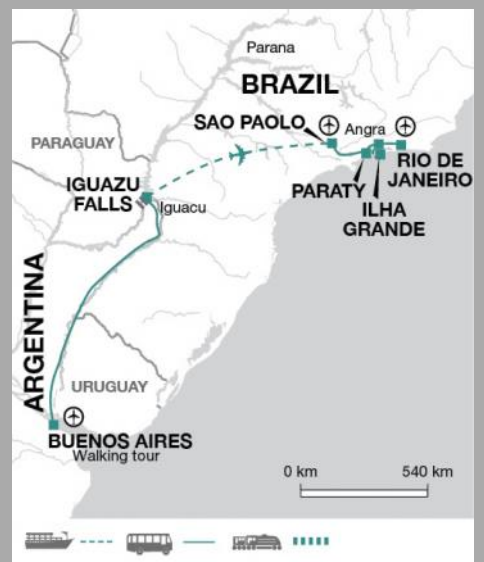 Parana
BRAZIL
SAO PAOLO
Angra
PARAGUAY
RIO DE
JANEIRO
PARATY
IGUAZU
FALLS
Iguacu
ILHA
GRANDE
ARGENTINA
URUGUAY
BUENOS AIRES
Walking tour
0 km
540 km